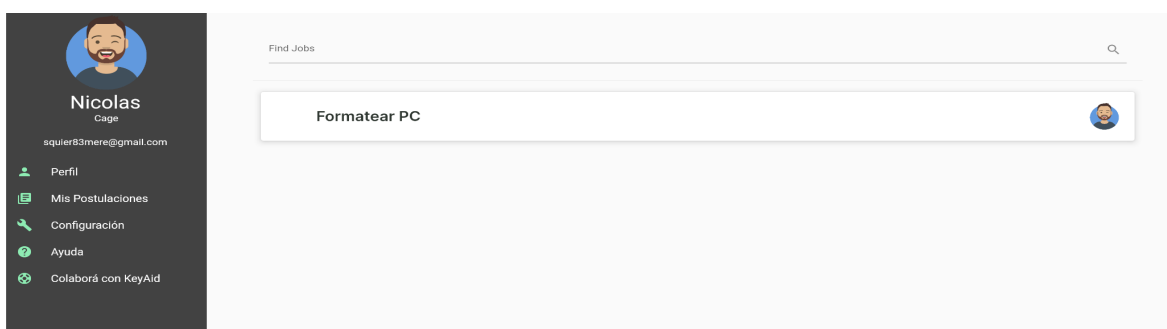 Nicolas
Cage
squier83mere@gmail.com
Perfil
Mis Postulaciones
Configuración
Ayuda
Colaborá con KeyAid
Find Jobs
Formatear PC